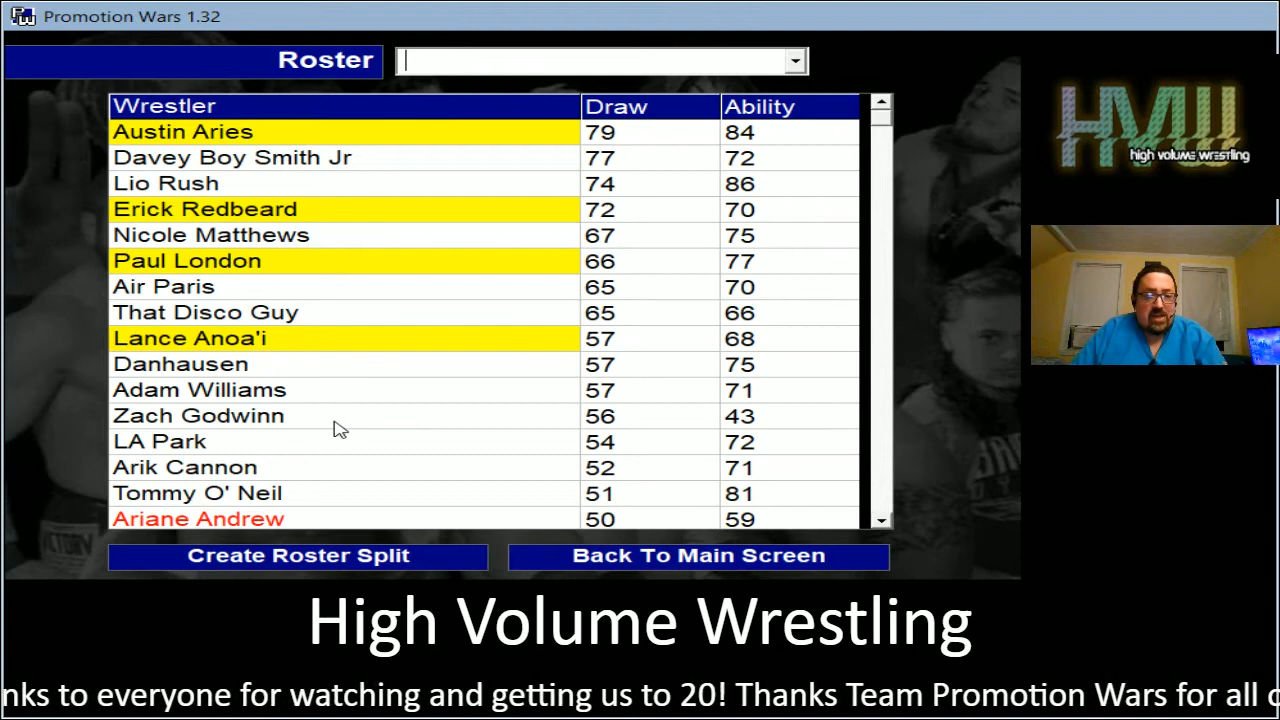 Promotion Wars 1.32
Roster
HVW
high volume wrestling
Wrestler Draw Ability
Austin Aries 79 84
Davey Boy Smith Jr 77 72
Lio Rush 74 86
Erick Redbeard 72 70
Nicole Matthews 67 75
Paul London 66 77
Air Paris 65 70
That Disco Guy 65 66
Lance Anoa'i 57 68
Danhausen 57 75
Adam Williams 57 71
Zach Godwinn 56 43
LA Park 54 72
Arik Cannon 52 71
Tommy O' Neil 51 81
Ariane Andrew 50 59
VICTORY
Create Roster Split Back To Main Screen
High Volume Wrestling
nks to everyone for watching and getting us to 20! Thanks Team Promotion Wars for all